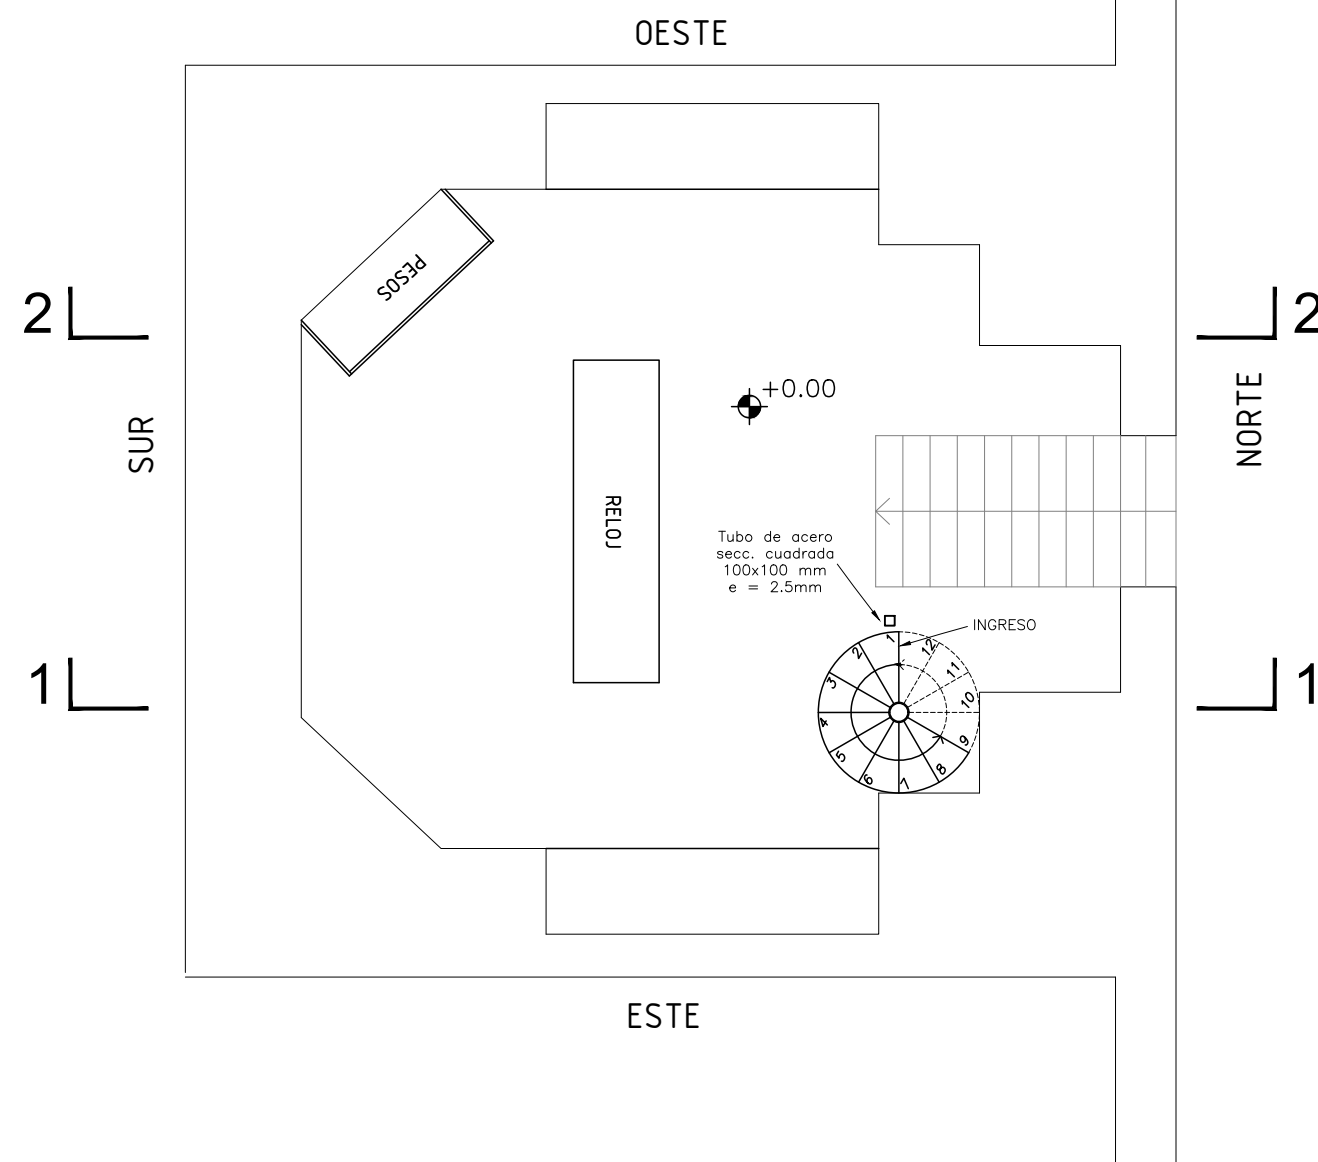 OESTE
PESOS
2
2
+0.00
SUR
NORTE
RELOJ
Tubo de acero
secc. cuadrada
100x100 mm
e = 2.5mm
INGRESO
1
2
3
4
5
6
7
8
9
10
11
12
1
1
ESTE